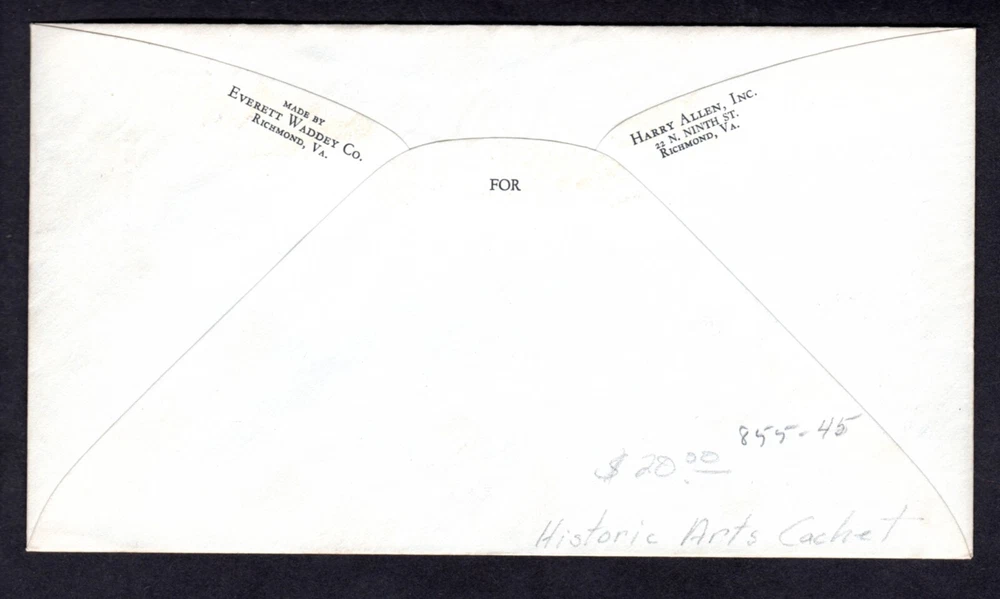 MADE BY
EVERETT WADDEY CO.
RICHMOND, VA.
FOR
HARRY ALLEN, INC.
22 N. NINTH ST.
RICHMOND, VA.
855-45
$20.00
Historic Arts Cachet